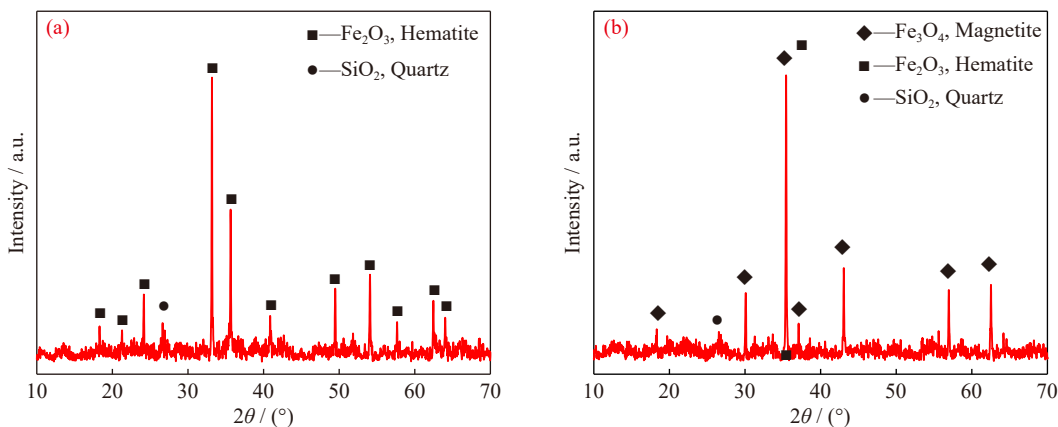 (a)
■—Fe₂O₃, Hematite
●—SiO₂, Quartz
Intensity / a.u.
10 20 30 40 50 60 70
2θ / (°)
(b)
◆—Fe₃O₄, Magnetite
■—Fe₂O₃, Hematite
●—SiO₂, Quartz
Intensity / a.u.
10 20 30 40 50 60 70
2θ / (°)